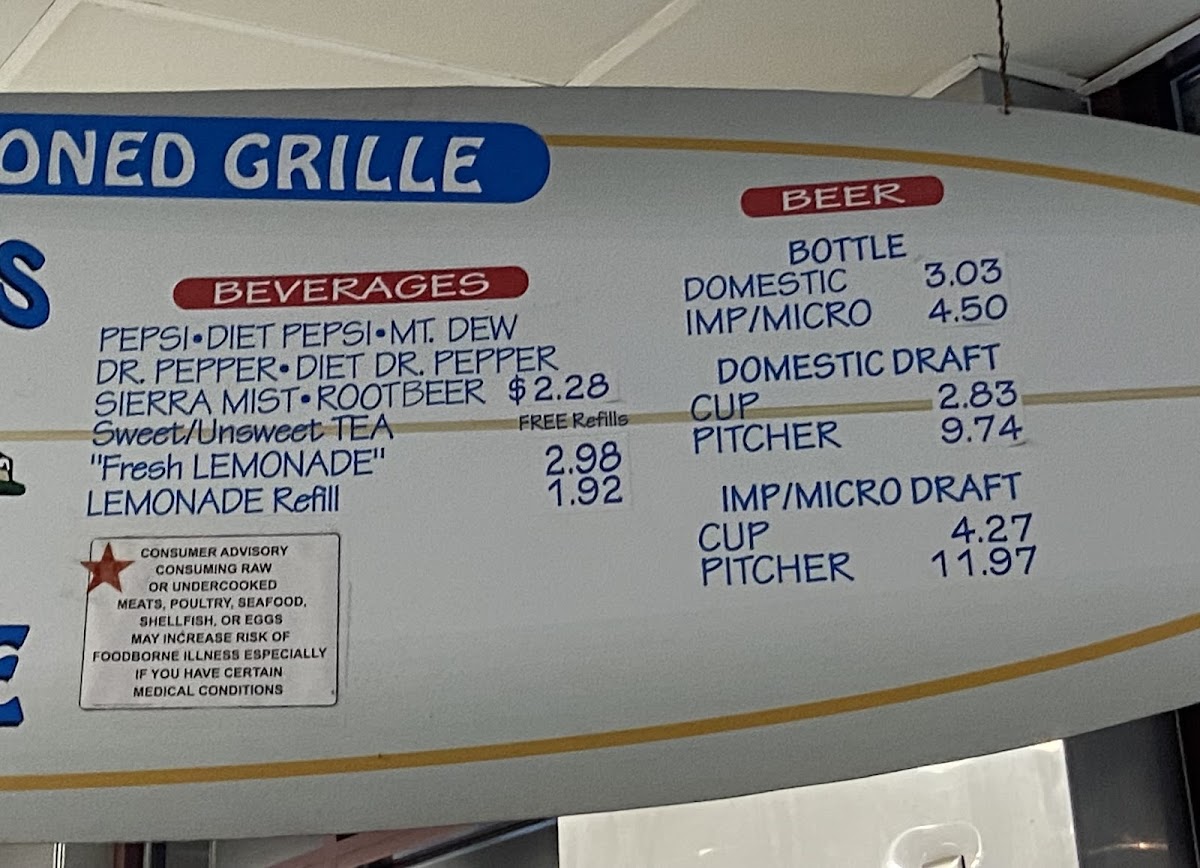 ONED GRILLE
S
BEVERAGES
PEPSI•DIET PEPSI•MT. DEW
DR. PEPPER•DIET DR. PEPPER
SIERRA MIST•ROOTBEER $2.28
Sweet/Unsweet TEA FREE Refills
"Fresh LEMONADE" 2.98
LEMONADE Refill 1.92
CONSUMER ADVISORY
CONSUMING RAW
OR UNDERCOOKED
MEATS, POULTRY, SEAFOOD,
SHELLFISH, OR EGGS
MAY INCREASE RISK OF
FOODBORNE ILLNESS ESPECIALLY
IF YOU HAVE CERTAIN
MEDICAL CONDITIONS
E
BEER
BOTTLE
DOMESTIC 3.03
IMP/MICRO 4.50
DOMESTIC DRAFT
CUP 2.83
PITCHER 9.74
IMP/MICRO DRAFT
CUP 4.27
PITCHER 11.97